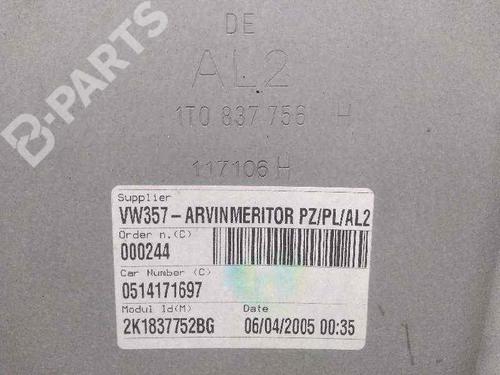 B-PARTS
DE
AL2
1T0 837 756 H
117106 H
Supplier
VW357-ARVINMERITOR PZ/PL/AL2
Order n.(C)
000244
Car Number (C)
0514171697
Modul Id(M) Date
2K1837752BG 06/04/2005 00:35
B-PARTS